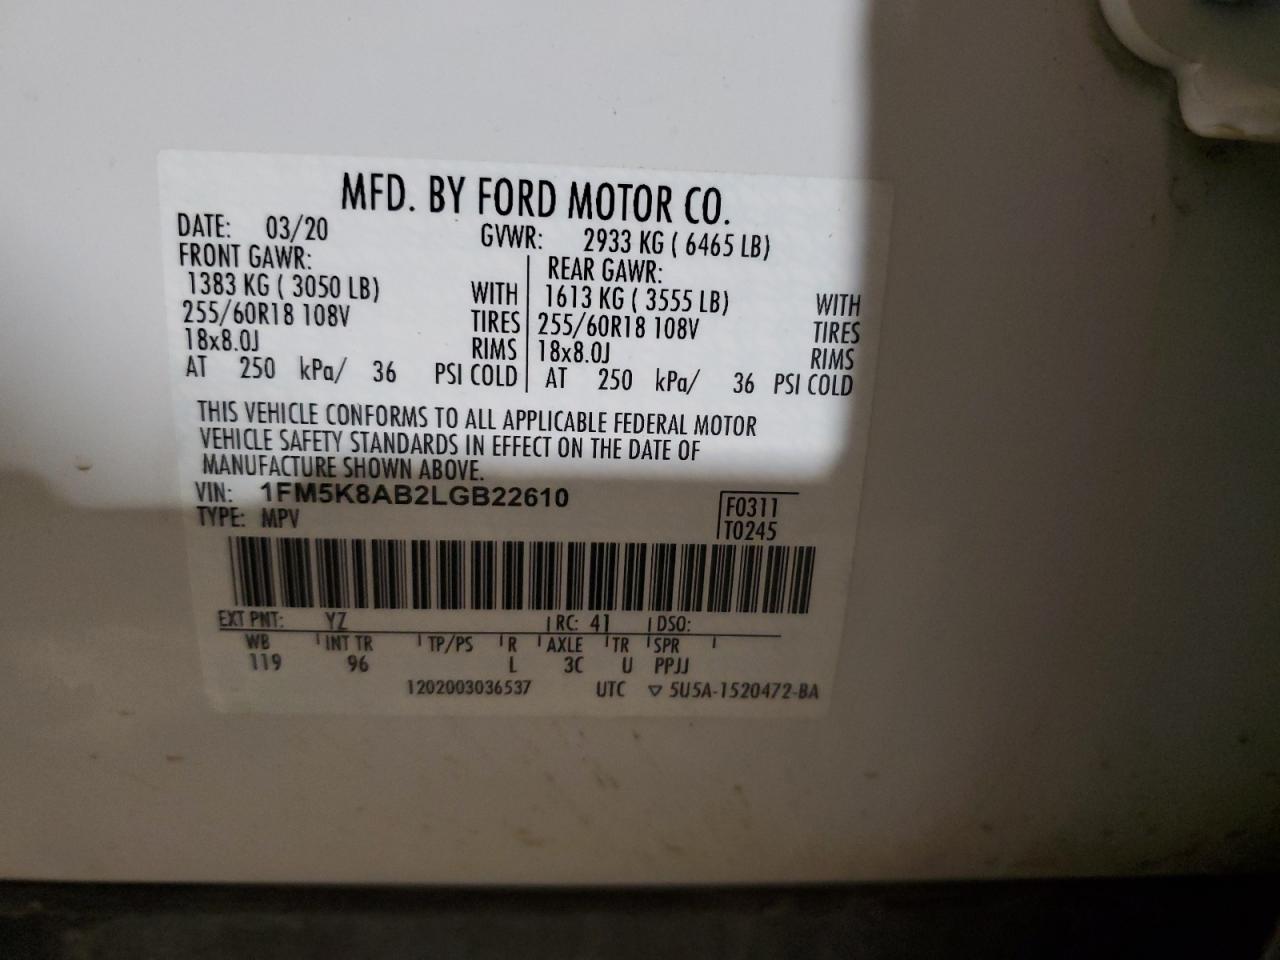 MFD. BY FORD MOTOR CO.
DATE: 03/20 GVWR: 2933 KG ( 6465 LB)
FRONT GAWR: REAR GAWR:
1383 KG ( 3050 LB) WITH 1613 KG ( 3555 LB) WITH
255/60R18 108V TIRES 255/60R18 108V TIRES
18x8.0J RIMS 18x8.0J RIMS
AT 250 kPa/ 36 PSI COLD AT 250 kPa/ 36 PSI COLD
THIS VEHICLE CONFORMS TO ALL APPLICABLE FEDERAL MOTOR
VEHICLE SAFETY STANDARDS IN EFFECT ON THE DATE OF
MANUFACTURE SHOWN ABOVE.
VIN: 1FM5K8AB2LGB22610 F0311
TYPE: MPV T0245
EXT PNT: YZ RC: 41 DSO:
WB INT TR TP/PS R AXLE TR SPR
119 96 L 3C U PPJJ
1202003036537 UTC ▽ 5U5A-1520472-BA